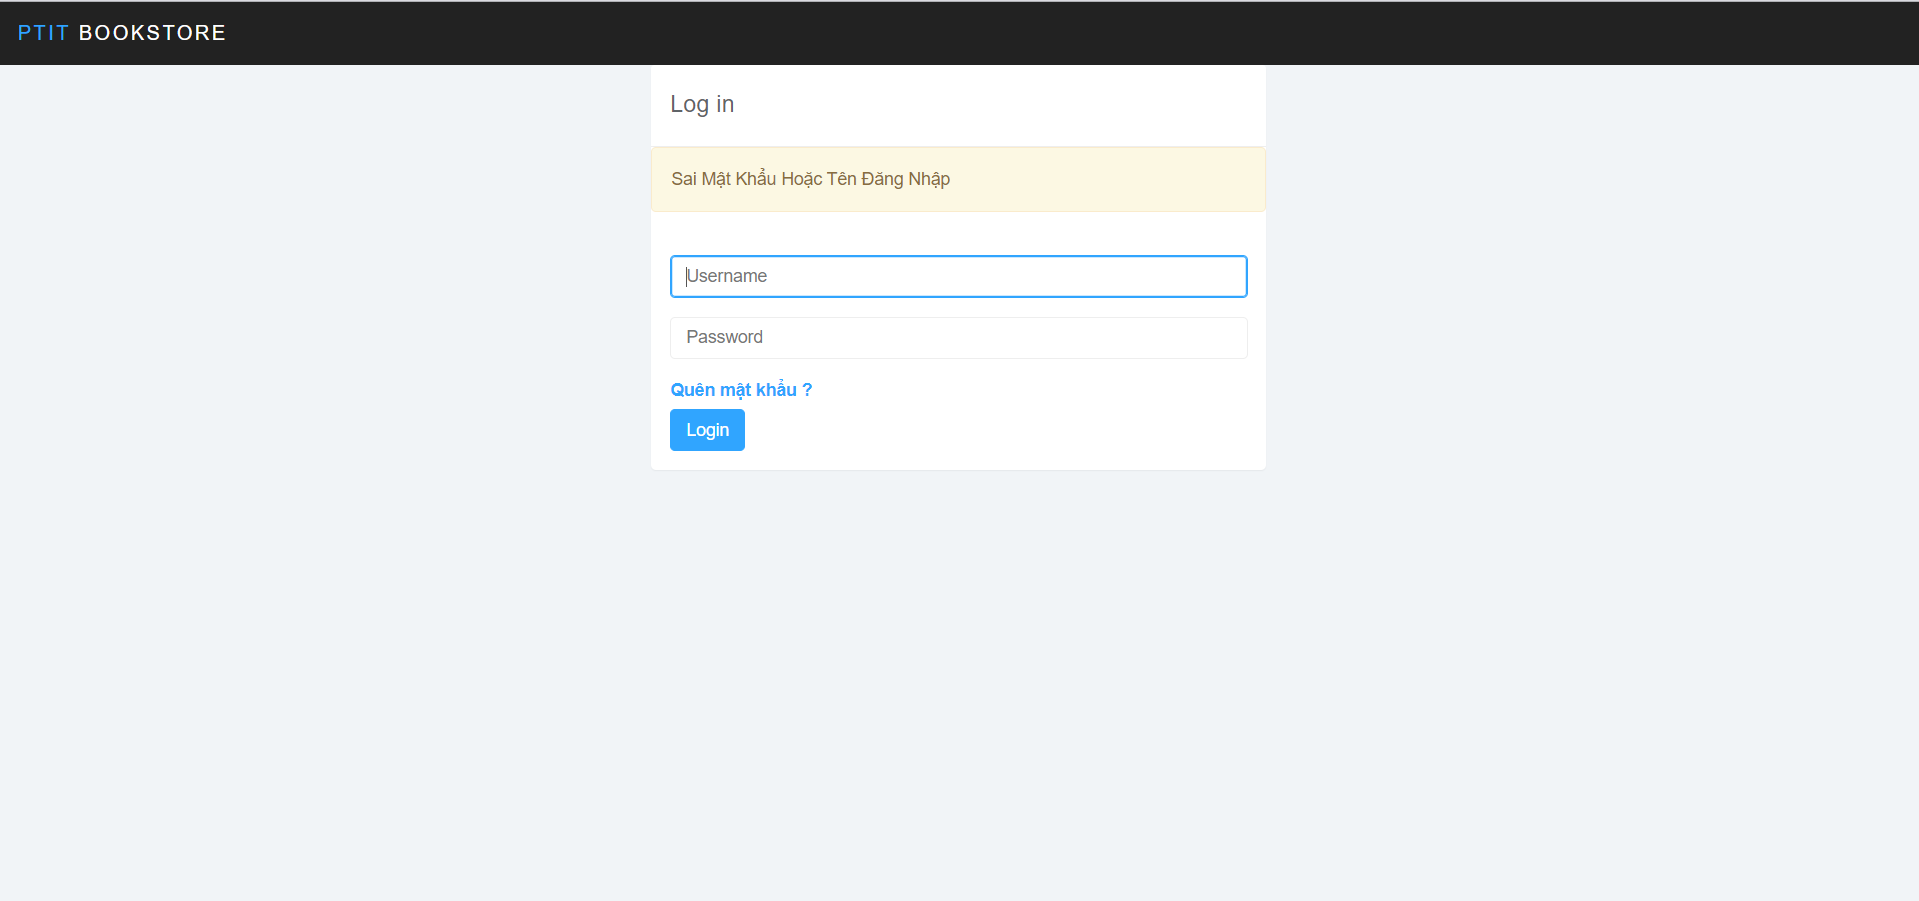 PTIT BOOKSTORE
Log in
Sai Mật Khẩu Hoặc Tên Đăng Nhập
Username
Password
Quên mật khẩu ?
Login